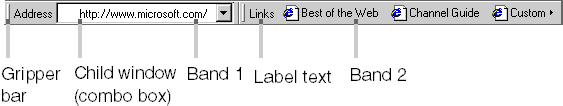 Address http://www.microsoft.com/ Links Best of the Web Channel Guide Custom
Gripper bar
Child window (combo box)
Band 1
Label text
Band 2